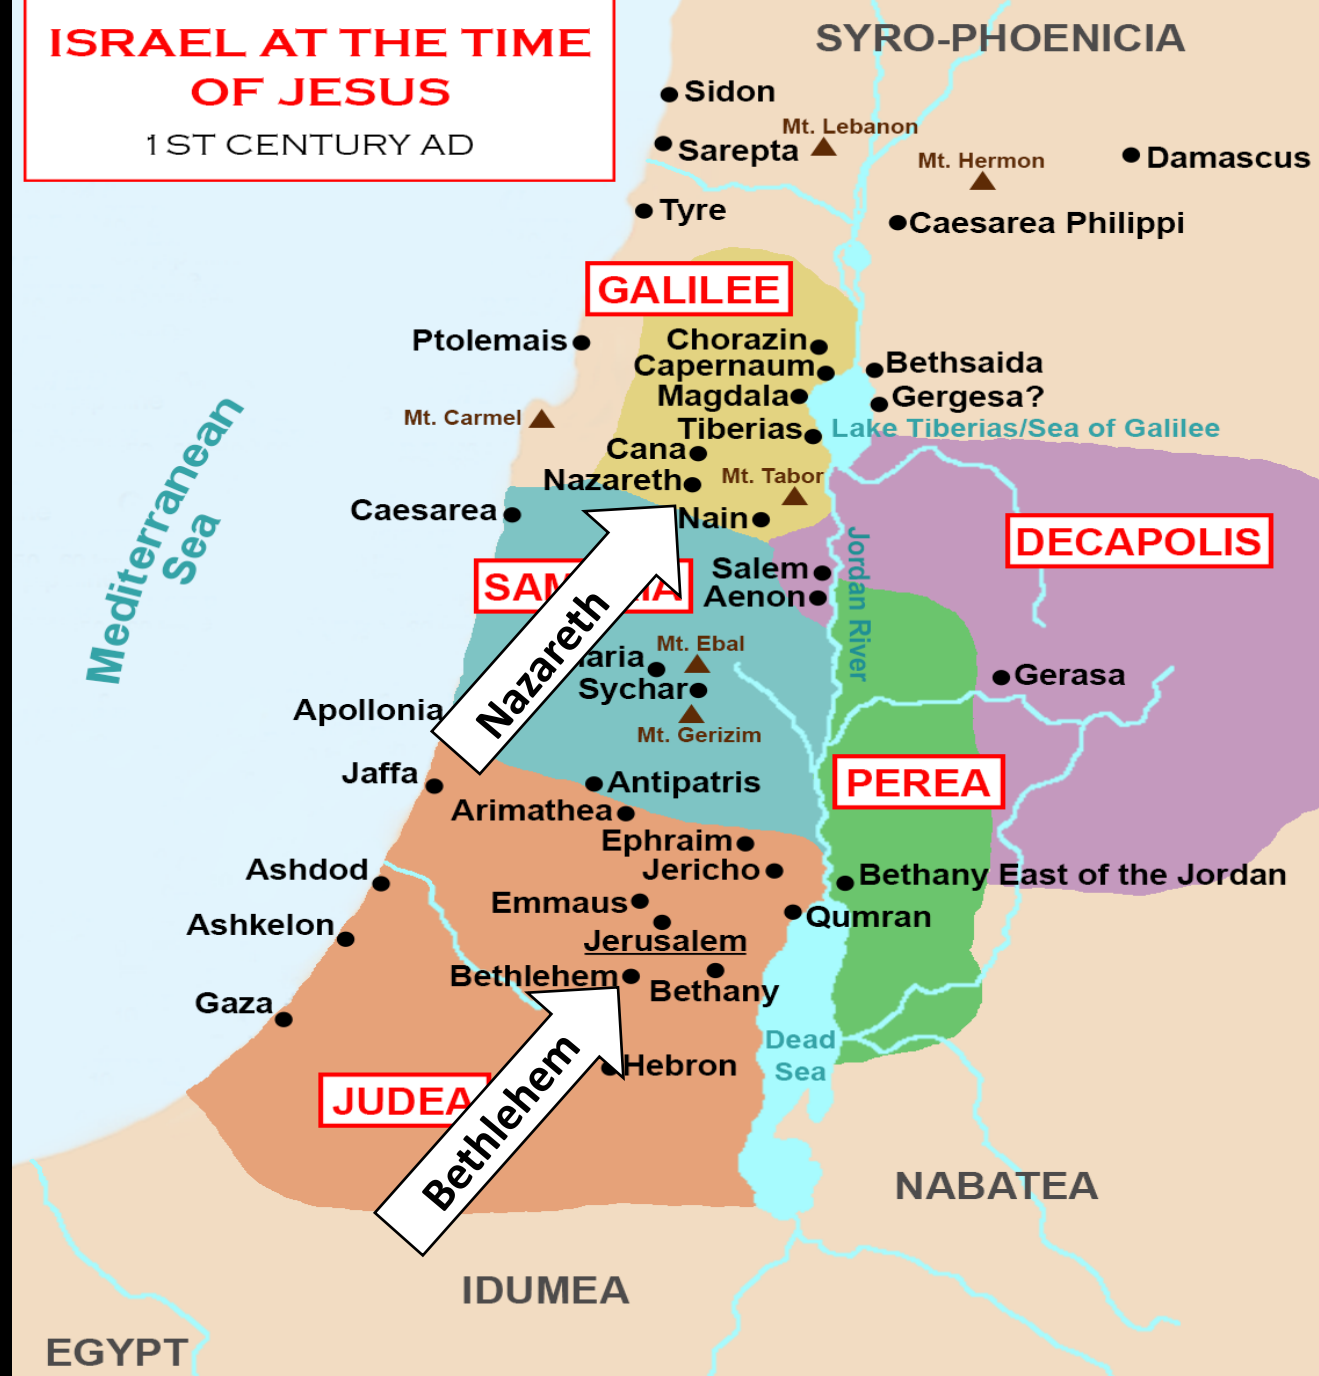 ISRAEL AT THE TIME
OF JESUS
1ST CENTURY AD
SYRO-PHOENICIA
Sidon
Mt. Lebanon
Sarepta
Mt. Hermon
Damascus
Tyre
Caesarea Philippi
GALILEE
Ptolemais
Chorazin
Capernaum
Bethsaida
Magdala
Gergesa?
Mt. Carmel
Tiberias
Lake Tiberias/Sea of Galilee
Cana
Nazareth
Mt. Tabor
Caesarea
Nain
Mediterranean
Sea
Jordan River
DECAPOLIS
Salem
Aenon
SAM IA
Nazareth
Mt. Ebal
aria
Sychar
Gerasa
Apollonia
Mt. Gerizim
Jaffa
Antipatris
PEREA
Arimathea
Ephraim
Jericho
Ashdod
Bethany East of the Jordan
Emmaus
Qumran
Ashkelon
Jerusalem
Bethlehem
Bethany
Gaza
Dead
Sea
Hebron
JUDEA
Bethlehem
NABATEA
IDUMEA
EGYPT